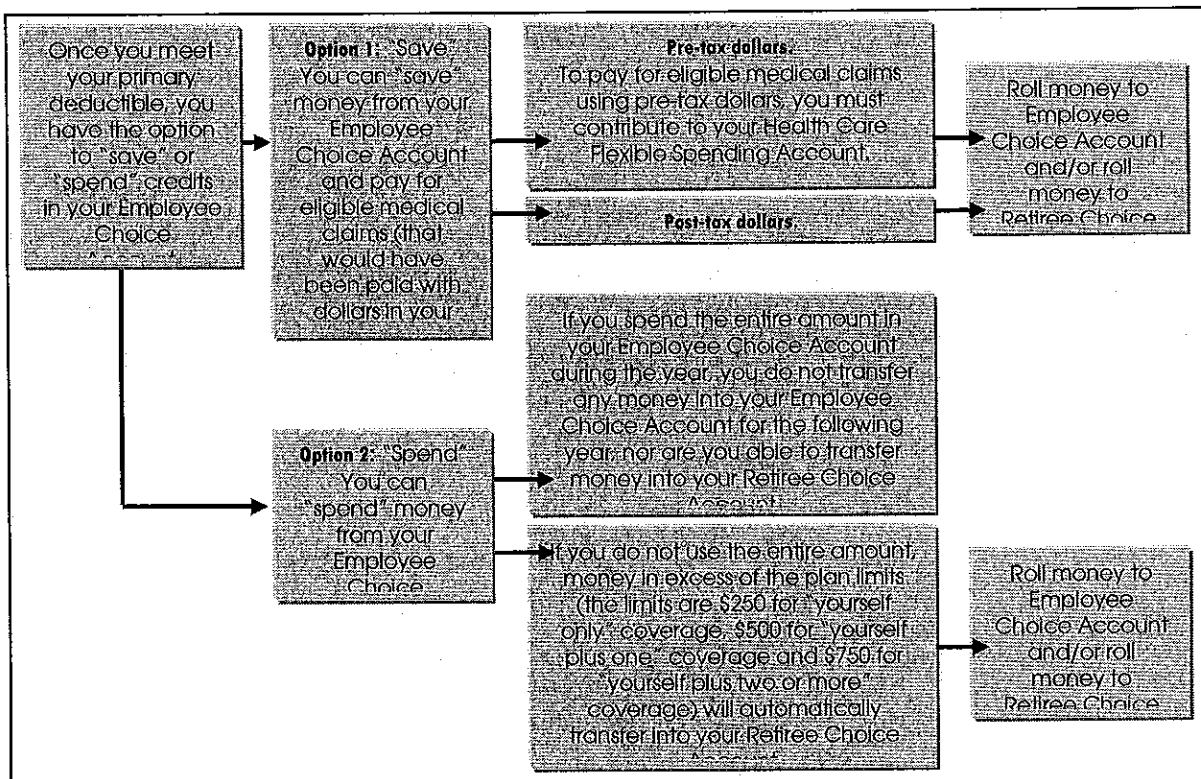 Once you meet
your primary
deductible, you
have the option
to "save" or
"spend" credits
in your Employee
Choice
Option 1: "Save"
You can "save"
money from your
Employee
Choice Account
and pay for
eligible medical
claims (that
would have
been paid with
dollars in your
Pre-tax dollars.
To pay for eligible medical claims
using pre-tax dollars, you must
contribute to your Health Care
Flexible Spending Account.
Post-tax dollars.
Roll money to
Employee
Choice Account
and/or roll
money to
Retiree Choice
Option 2: "Spend"
You can
"spend" money
from your
Employee
Choice
If you spend the entire amount in
your Employee Choice Account
during the year, you do not transfer
any money into your Employee
Choice Account for the following
year, nor are you able to transfer
money into your Retiree Choice
Account.
If you do not use the entire amount,
money in excess of the plan limits
(the limits are $250 for "yourself
only" coverage, $500 for "yourself
plus one" coverage and $750 for
"yourself plus two or more"
coverage) will automatically
transfer into your Retiree Choice
Roll money to
Employee
Choice Account
and/or roll
money to
Retiree Choice